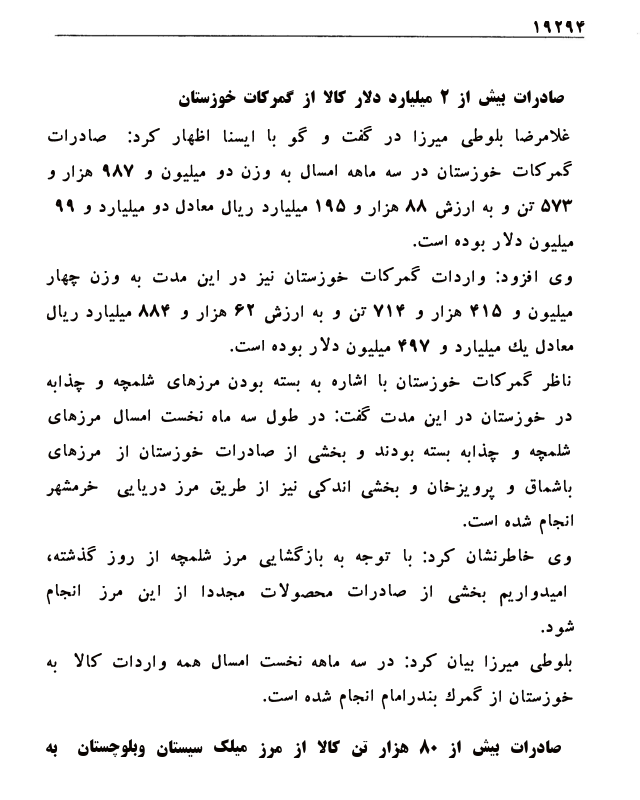 ۱۹۲۹۴
صادرات بیش از ۲ میلیارد دلار کالا از گمرکات خوزستان
غلامرضا بلوطی میرزا در گفت و گو با ایسنا اظهار کرد: صادرات
گمرکات خوزستان در سه ماهه امسال به وزن دو میلیون و ۹۸۷ هزار و
۵۷۳ تن و به ارزش ۸۸ هزار و ۱۹۵ میلیارد ریال معادل دو میلیارد و ۹۹
میلیون دلار بوده است.
وی افزود: واردات گمرکات خوزستان نیز در این مدت به وزن چهار
میلیون و ۴۱۵ هزار و ۷۱۴ تن و به ارزش ۶۲ هزار و ۸۸۴ میلیارد ریال
معادل یك میلیارد و ۴۹۷ میلیون دلار بوده است.
ناظر گمرکات خوزستان با اشاره به بسته بودن مرزهای شلمچه و چذابه
در خوزستان در این مدت گفت: در طول سه ماه نخست امسال مرزهای
شلمچه و چذابه بسته بودند و بخشی از صادرات خوزستان از مرزهای
باشماق و پرویزخان و بخشی اندکی نیز از طریق مرز دریایی خرمشهر
انجام شده است.
وی خاطرنشان کرد: با توجه به بازگشایی مرز شلمچه از روز گذشته،
امیدواریم بخشی از صادرات محصولات مجددا از این مرز انجام
شود.
بلوطی میرزا بیان کرد: در سه ماهه نخست امسال همه واردات کالا به
خوزستان از گمرك بندرامام انجام شده است.
صادرات بیش از ۸۰ هزار تن کالا از مرز میلک سیستان وبلوچستان به